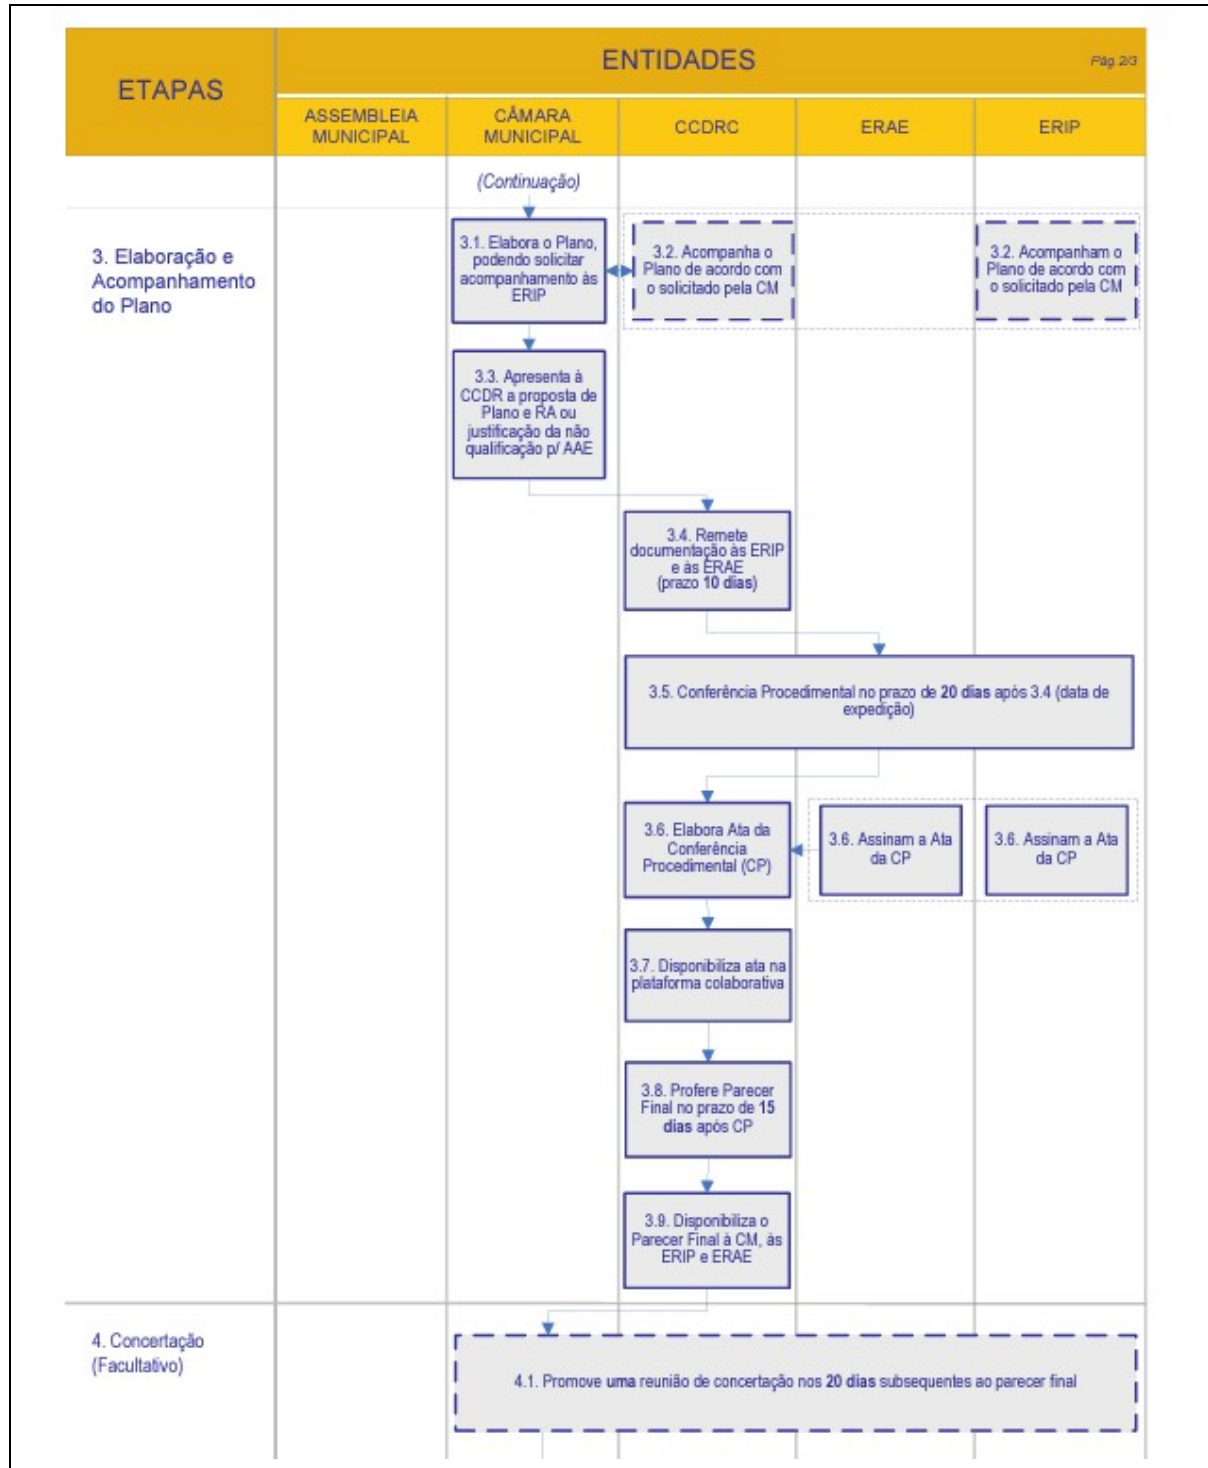 ETAPAS
ENTIDADES
Pág. 2/3
ASSEMBLEIA
MUNICIPAL
CÂMARA
MUNICIPAL
CCDRC
ERAE
ERIP
(Continuação)
3. Elaboração e
Acompanhamento
do Plano
3.1. Elabora o Plano,
podendo solicitar
acompanhamento às
ERIP
3.2. Acompanha o
Plano de acordo com
o solicitado pela CM
3.2. Acompanham o
Plano de acordo com
o solicitado pela CM
3.3. Apresenta à
CCDR a proposta de
Plano e RA ou
justificação da não
qualificação p/ AAE
3.4. Remete
documentação às ERIP
e às ERAE
(prazo 10 dias)
3.5. Conferência Procedimental no prazo de 20 dias após 3.4 (data de
expedição)
3.6. Elabora Ata da
Conferência
Procedimental (CP)
3.6. Assinam a Ata
da CP
3.6. Assinam a Ata
da CP
3.7. Disponibiliza ata na
plataforma colaborativa
3.8. Profere Parecer
Final no prazo de 15
dias após CP
3.9. Disponibiliza o
Parecer Final à CM, às
ERIP e ERAE
4. Concertação
(Facultativo)
4.1. Promove uma reunião de concertação nos 20 dias subsequentes ao parecer final